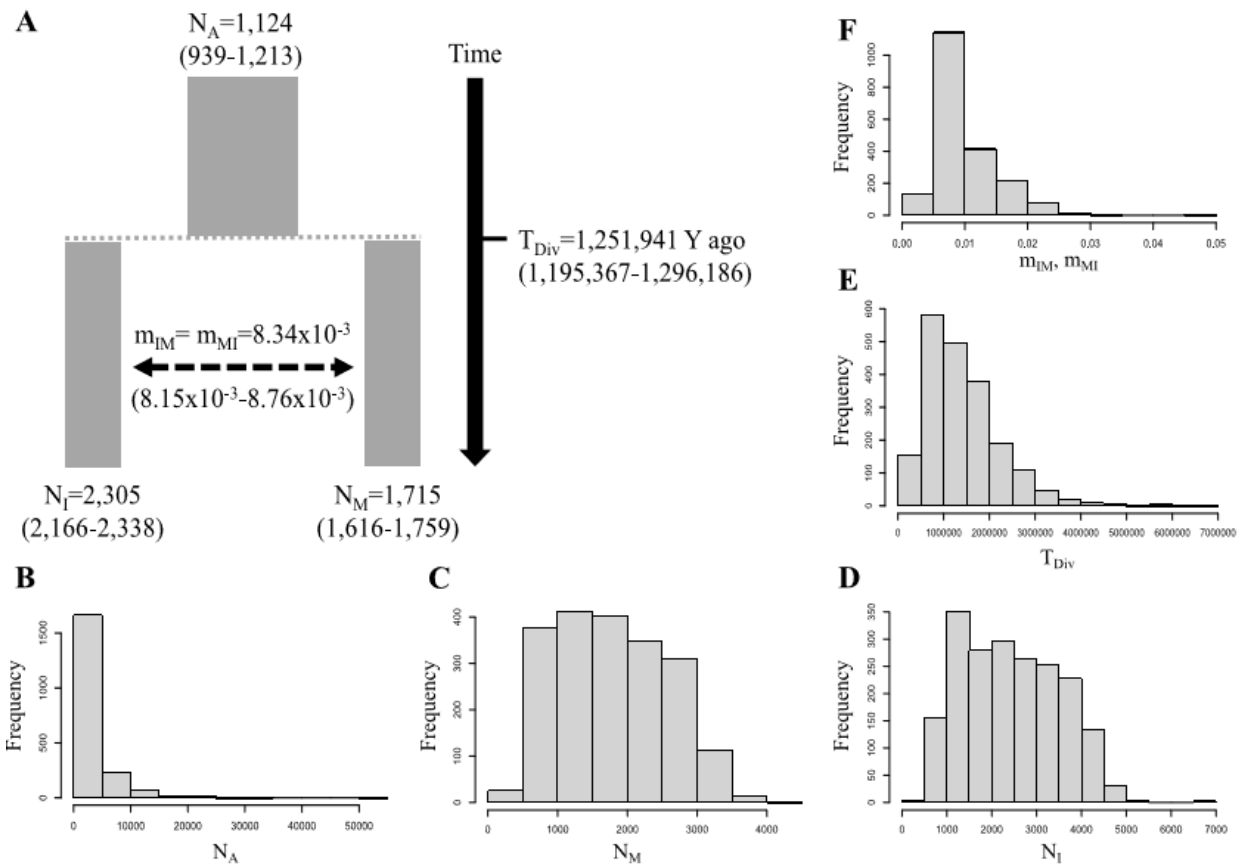 A
N_A=1,124
(939-1,213)
Time
T_Div=1,251,941 Y ago
(1,195,367-1,296,186)
m_IM= m_MI=8.34x10^-3
(8.15x10^-3-8.76x10^-3)
N_I=2,305
(2,166-2,338)
N_M=1,715
(1,616-1,759)
F
Frequency
0 200 400 600 800 1000
0.00 0.01 0.02 0.03 0.04 0.05
m_IM, m_MI
E
Frequency
0 100 200 300 400 500 600
0 1000000 2000000 3000000 4000000 5000000 6000000 7000000
T_Div
B
Frequency
0 500 1000 1500
0 10000 20000 30000 40000 50000
N_A
C
Frequency
0 100 200 300 400
0 1000 2000 3000 4000
N_M
D
Frequency
0 50 100 150 200 250 300 350
0 1000 2000 3000 4000 5000 6000 7000
N_I